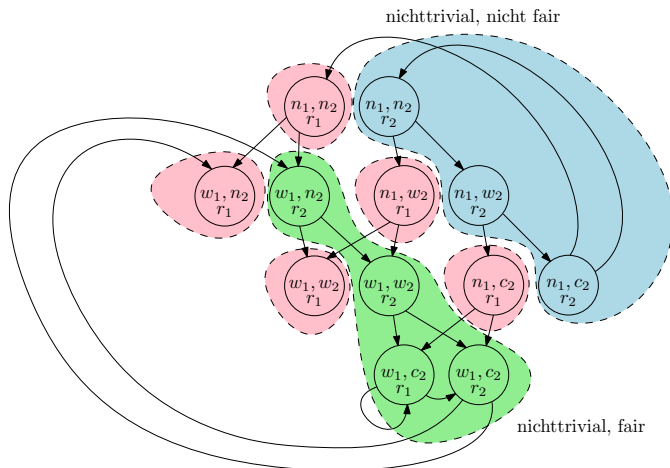 nichttrivial, nicht fair
n₁, n₂
r₁
n₁, n₂
r₂
w₁, n₂
r₁
w₁, n₂
r₂
n₁, w₂
r₁
n₁, w₂
r₂
w₁, w₂
r₁
w₁, w₂
r₂
n₁, c₂
r₁
n₁, c₂
r₂
w₁, c₂
r₁
w₁, c₂
r₂
nichttrivial, fair